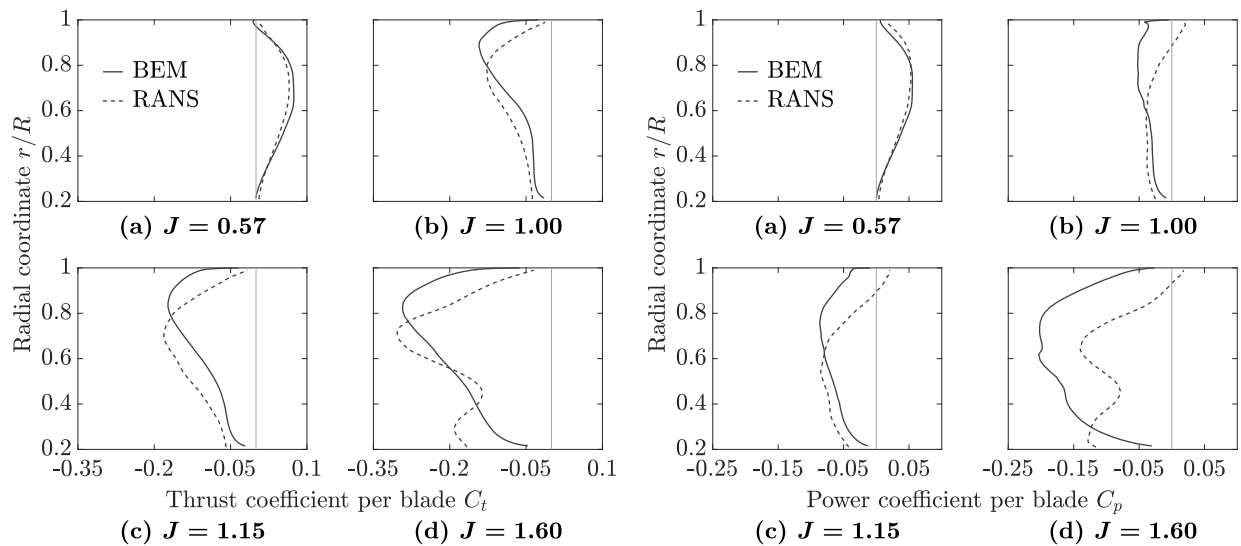 1
0.8
0.6
0.4
0.2
BEM
RANS
(a) J = 0.57
(b) J = 1.00
1
0.8
0.6
0.4
0.2
-0.35
-0.2
-0.05
0.1
-0.2
-0.05
0.1
Radial coordinate r/R
Thrust coefficient per blade Ct
(c) J = 1.15
(d) J = 1.60
1
0.8
0.6
0.4
0.2
BEM
RANS
(a) J = 0.57
(b) J = 1.00
1
0.8
0.6
0.4
0.2
-0.25
-0.15
-0.05
0.05
-0.25
-0.15
-0.05
0.05
Radial coordinate r/R
Power coefficient per blade Cp
(c) J = 1.15
(d) J = 1.60